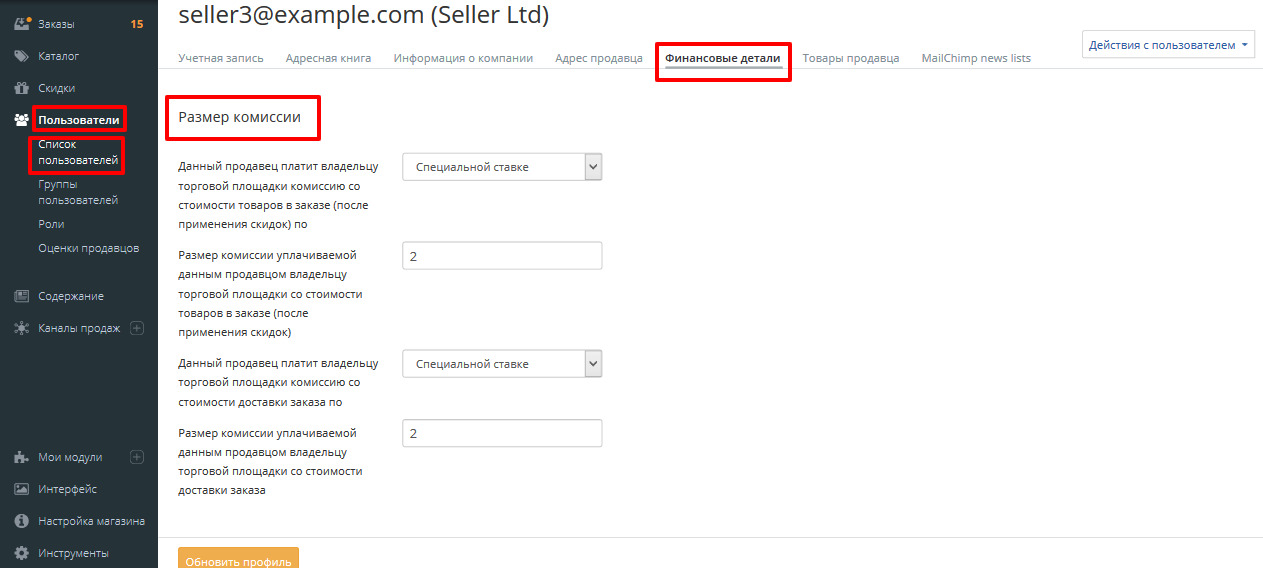 Заказы 15
Каталог
Скидки
Пользователи
Список
пользователей
Группы
пользователей
Роли
Оценки продавцов
Содержание
Каналы продаж
Мои модули
Интерфейс
Настройка магазина
Инструменты
seller3@example.com (Seller Ltd)
Действия с пользователем
Учетная запись Адресная книга Информация о компании Адрес продавца Финансовые детали Товары продавца MailChimp news lists
Размер комиссии
Данный продавец платит владельцу
торговой площадки комиссию со
стоимости товаров в заказе (после
применения скидок) по
Специальной ставке
Размер комиссии уплачиваемой
данным продавцом владельцу
торговой площадки со стоимости
товаров в заказе (после
применения скидок)
2
Данный продавец платит владельцу
торговой площадки комиссию со
стоимости доставки заказа по
Специальной ставке
Размер комиссии уплачиваемой
данным продавцом владельцу
торговой площадки со стоимости
доставки заказа
2
Обновить профиль